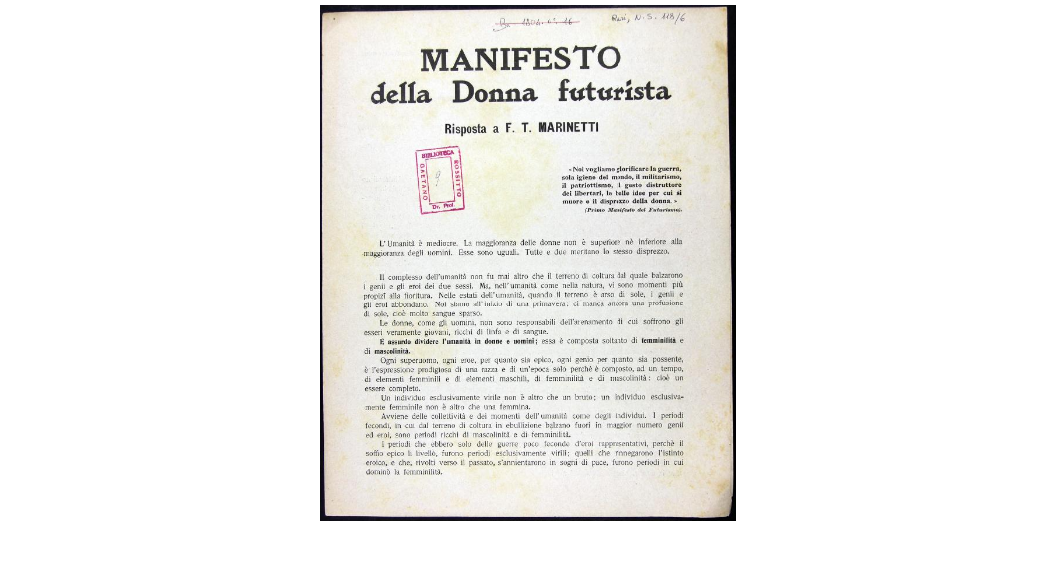 Rari, N.S. 118/6
MANIFESTO
della Donna futurista
Risposta a F. T. MARINETTI
BIBLIOTECA
GAETANO
ROSSITTO
Dr. Prof.
« Noi vogliamo glorificare la guerra,
sola igiene del mondo, il militarismo,
il patriottismo, il gesto distruttore
dei libertari, le belle idee per cui si
muore e il disprezzo della donna. »
(Primo Manifesto del Futurismo).
L'Umanità è mediocre. La maggioranza delle donne non è superiore nè inferiore alla
maggioranza degli uomini. Esse sono uguali. Tutte e due meritano lo stesso disprezzo.
Il complesso dell'umanità non fu mai altro che il terreno di coltura dal quale balzarono
i genii e gli eroi dei due sessi. Ma, nell'umanità come nella natura, vi sono momenti più
propizî alla fioritura. Nelle estati dell'umanità, quando il terreno è arso di sole, i genii e
gli eroi abbondano. Noi siamo all'inizio di una primavera; ci manca ancora una profusione
di sole, cioè molto sangue sparso.
Le donne, come gli uomini, non sono responsabili dell'arenamento di cui soffrono gli
esseri veramente giovani, ricchi di linfa e di sangue.
È assurdo dividere l'umanità in donne e uomini; essa è composta soltanto di femminilità e
di mascolinità.
Ogni superuomo, ogni eroe, per quanto sia epico, ogni genio per quanto sia possente,
è l'espressione prodigiosa di una razza e di un'epoca solo perchè è composto, ad un tempo,
di elementi femminili e di elementi maschili, di femminilità e di mascolinità: cioè un
essere completo.
Un individuo esclusivamente virile non è altro che un bruto; un individuo esclusiva-
mente femminile non è altro che una femmina.
Avviene delle collettività e dei momenti dell'umanità come degli individui. I periodi
fecondi, in cui dal terreno di coltura in ebullizione balzano fuori in maggior numero genii
ed eroi, sono periodi ricchi di mascolinità e di femminilità.
I periodi che ebbero solo delle guerre poco feconde d'eroi rappresentativi, perchè il
soffio epico li livellò, furono periodi esclusivamente virili; quelli che rinnegarono l'istinto
eroico, e che, rivolti verso il passato, s'annientarono in sogni di pace, furono periodi in cui
dominò la femminilità.